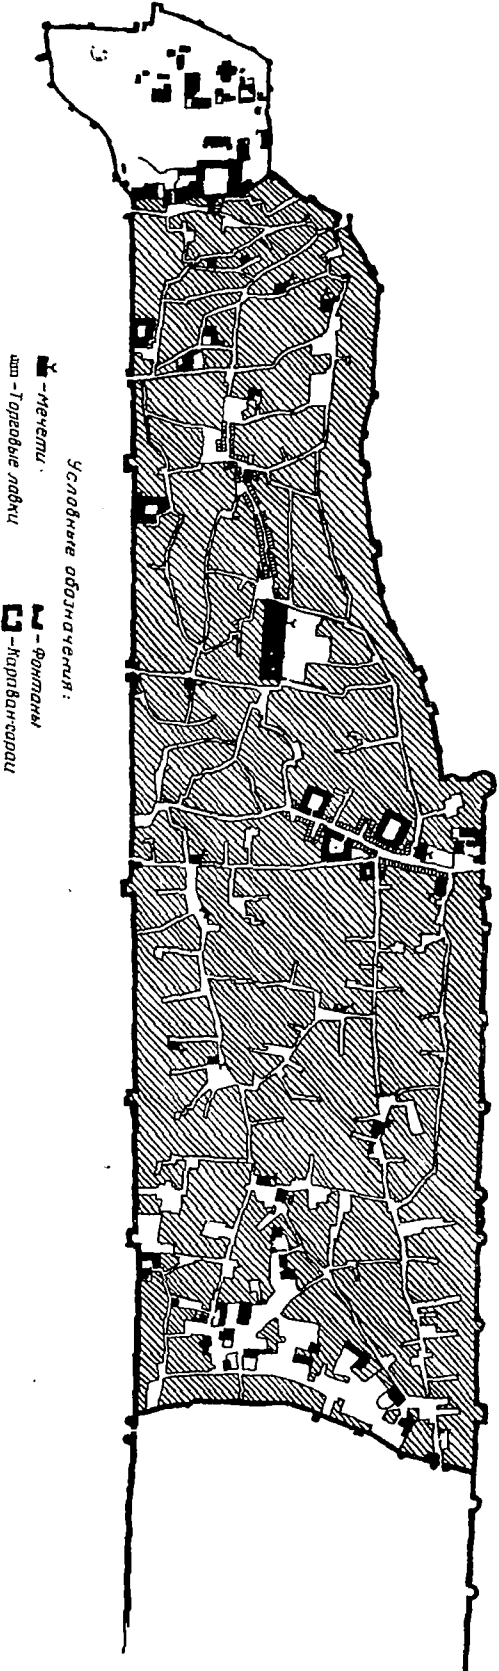 Условные обозначения:
- Мечети.
- Торговые лавки
- Фонтаны
- Караван-сараи